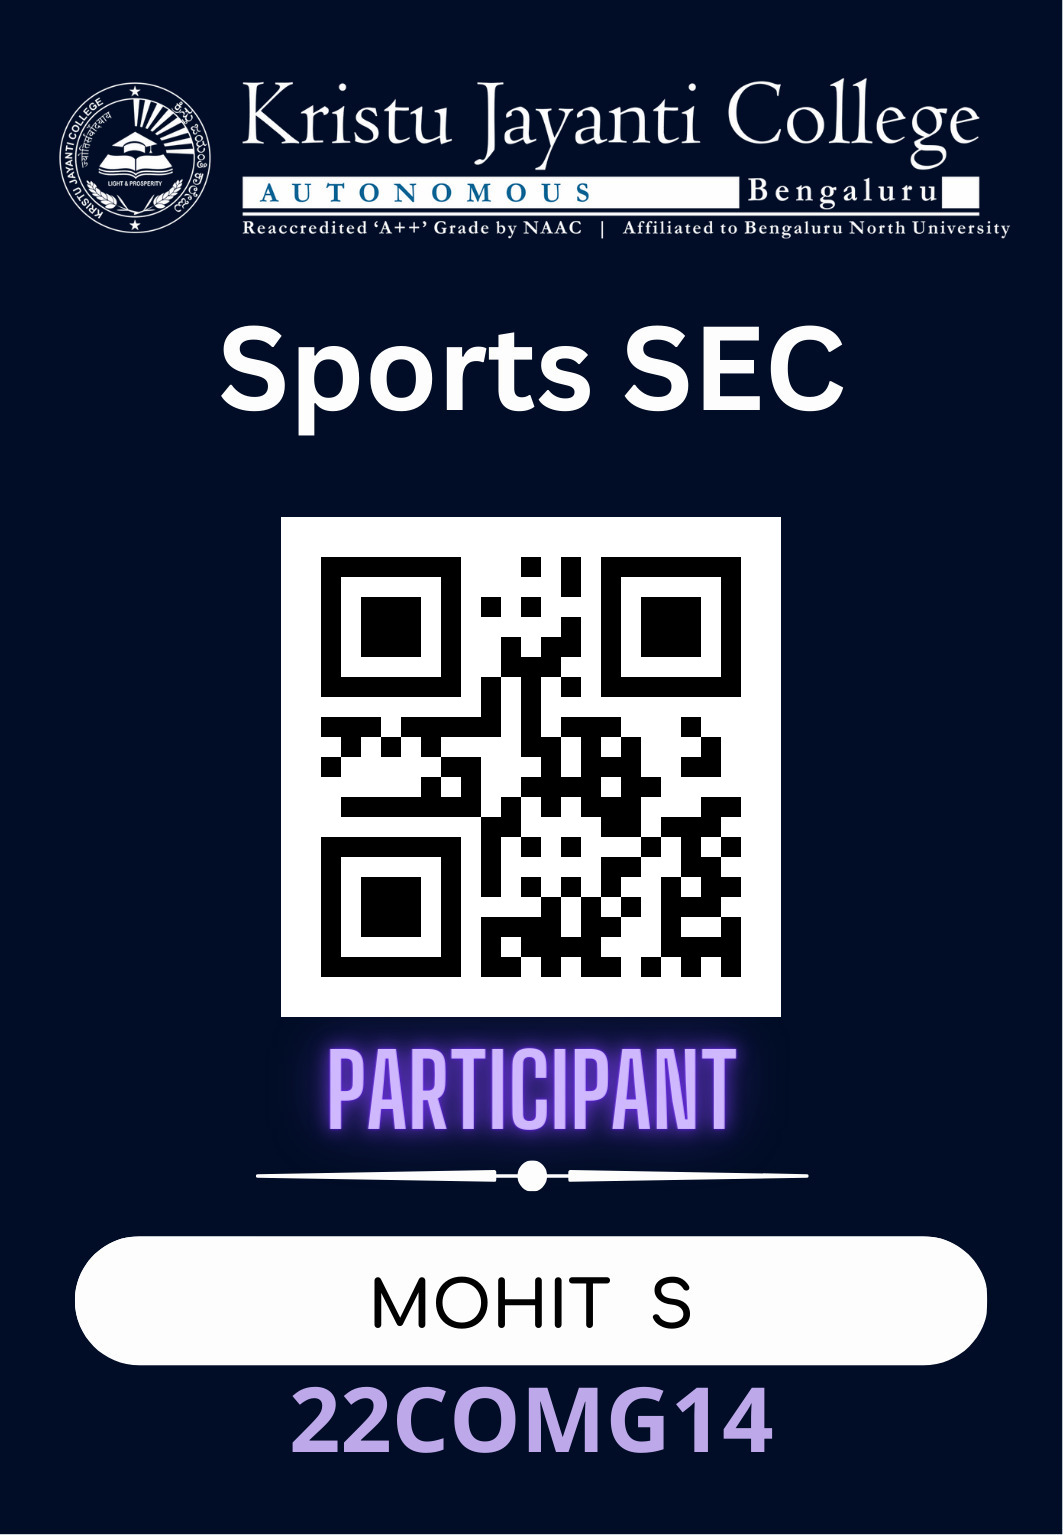 Kristu Jayanti College
AUTONOMOUS Bengaluru
Reaccredited ‘A++’ Grade by NAAC | Affiliated to Bengaluru North University
KRISTU JAYANTI COLLEGE
ಕ್ರಿಸ್ತು ಜಯಂತಿ ಕಾಲೇಜು
LIGHT & PROSPERITY
Sports SEC
PARTICIPANT
MOHIT S
22COMG14